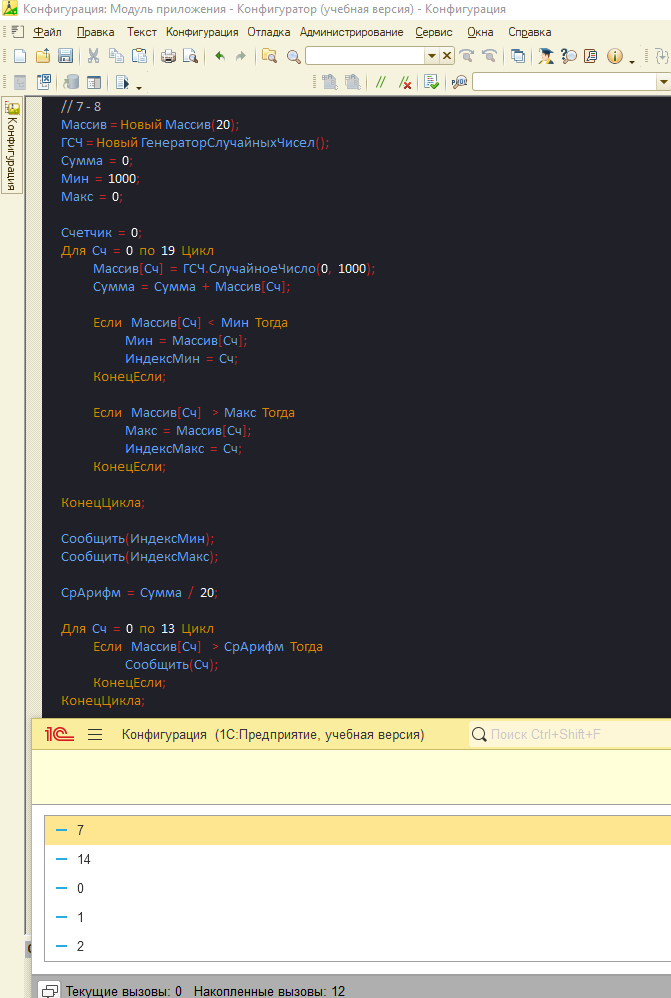 Конфигурация: Модуль приложения - Конфигуратор (учебная версия) - Конфигурация
Файл Правка Текст Конфигурация Отладка Администрирование Сервис Окна Справка
Конфигурация
// 7 - 8
Массив = Новый Массив(20);
ГСЧ = Новый ГенераторСлучайныхЧисел();
Сумма = 0;
Мин = 1000;
Макс = 0;
Счетчик = 0;
Для Сч = 0 по 19 Цикл
Массив[Сч] = ГСЧ.СлучайноеЧисло(0, 1000);
Сумма = Сумма + Массив[Сч];
Если Массив[Сч] < Мин Тогда
Мин = Массив[Сч];
ИндексМин = Сч;
КонецЕсли;
Если Массив[Сч] > Макс Тогда
Макс = Массив[Сч];
ИндексМакс = Сч;
КонецЕсли;
КонецЦикла;
Сообщить(ИндексМин);
Сообщить(ИндексМакс);
СрАрифм = Сумма / 20;
Для Сч = 0 по 13 Цикл
Если Массив[Сч] > СрАрифм Тогда
Сообщить(Сч);
КонецЕсли;
КонецЦикла;
1С Конфигурация (1С:Предприятие, учебная версия) Поиск Ctrl+Shift+F
7
14
0
1
2
Текущие вызовы: 0 Накопленные вызовы: 12